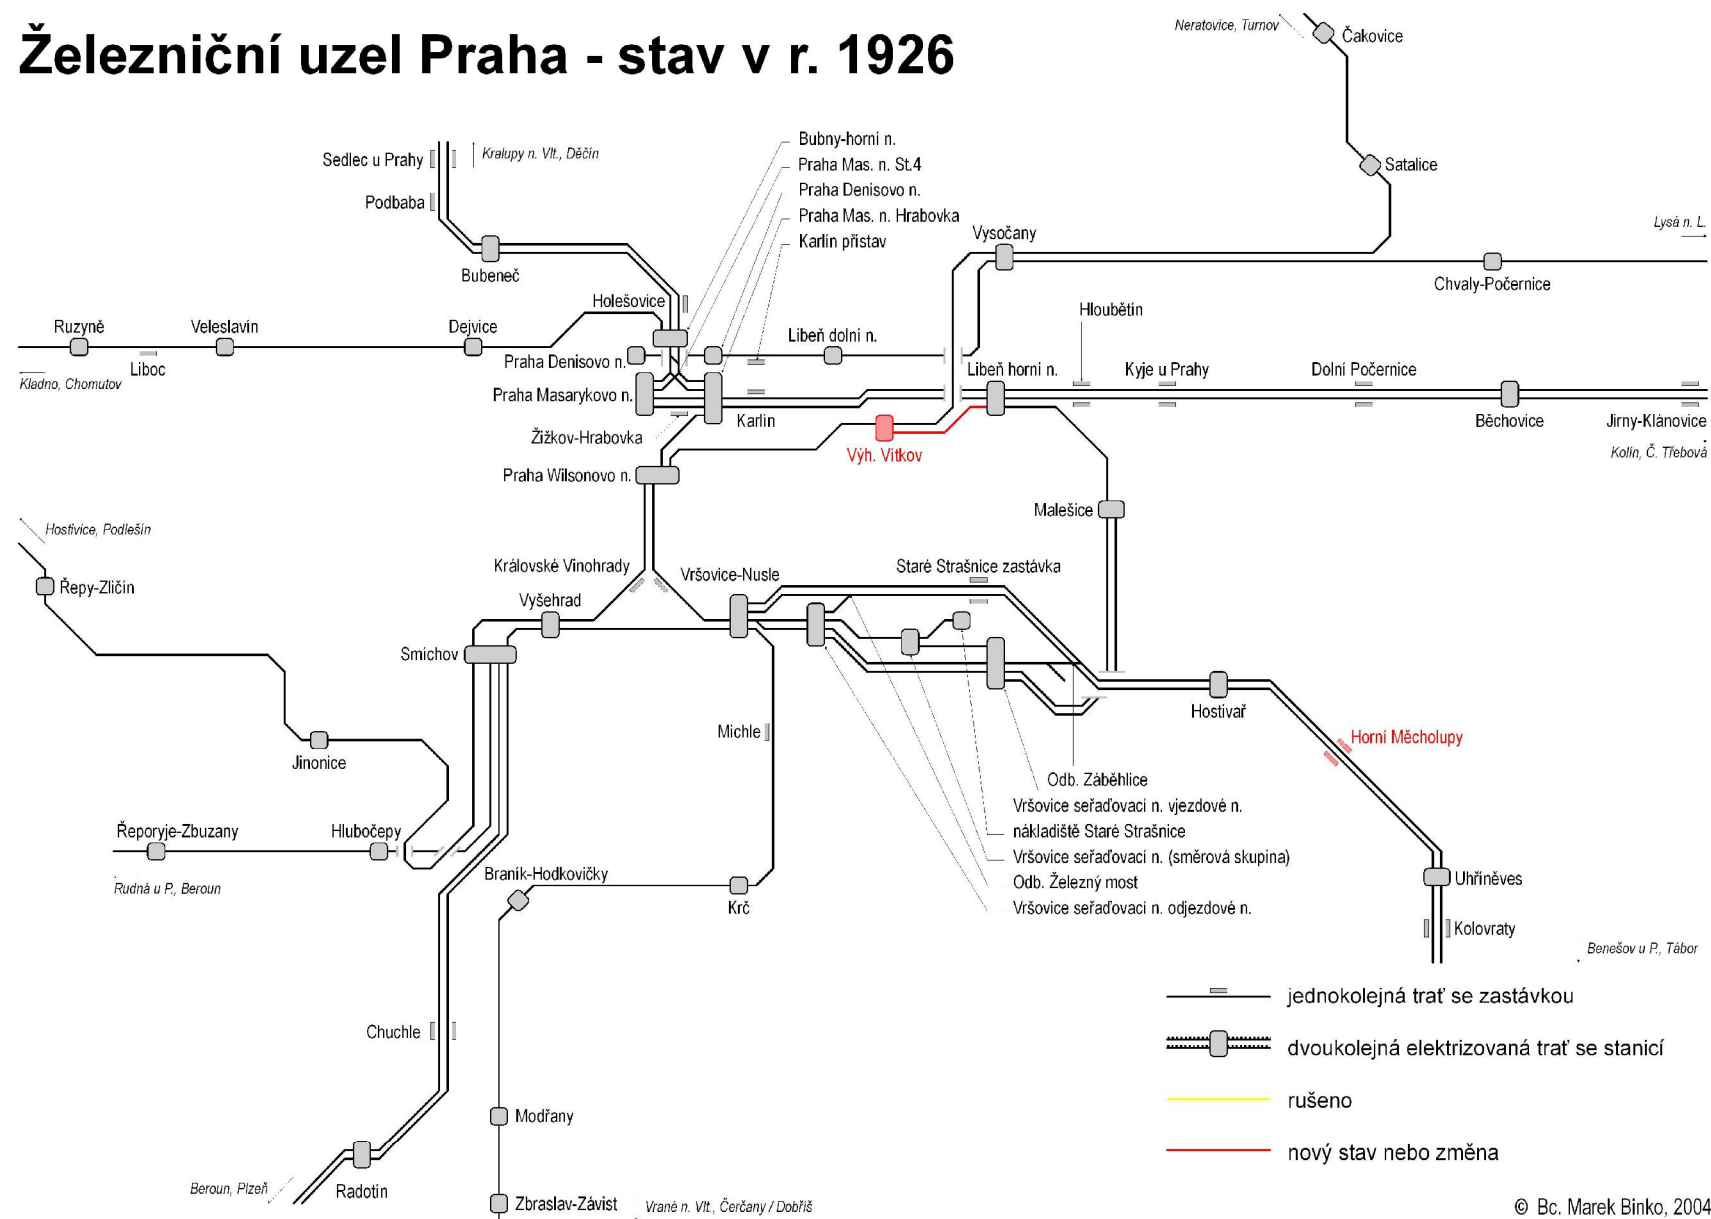 Železniční uzel Praha - stav v r. 1926
Neratovice, Turnov
Čakovice
Bubny-horní n.
Sedlec u Prahy
Kralupy n. Vlt., Děčín
Praha Mas. n. St.4
Satalice
Podbaba
Praha Denisovo n.
Praha Mas. n. Hrabovka
Lysá n. L.
Vysočany
Karlín přístav
Bubeneč
Chvaly-Počernice
Holešovice
Hloubětín
Ruzyně
Veleslavín
Dejvice
Libeň dolní n.
Praha Denisovo n.
Liboc
Libeň horní n.
Kyje u Prahy
Dolní Počernice
Kladno, Chomutov
Praha Masarykovo n.
Karlín
Běchovice
Jirny-Klánovice
Žižkov-Hrabovka
Výh. Vítkov
Kolín, Č. Třebová
Praha Wilsonovo n.
Malešice
Hostivice, Podlešín
Královské Vinohrady
Staré Strašnice zastávka
Vršovice-Nusle
Řepy-Zličín
Vyšehrad
Smíchov
Hostivař
Michle
Horní Měcholupy
Jinonice
Odb. Záběhlice
Vršovice seřaďovací n. vjezdové n.
Řeporyje-Zbuzany
Hlubočepy
nákladiště Staré Strašnice
Vršovice seřaďovací n. (směrová skupina)
Braník-Hodkovičky
Uhříněves
Rudná u P., Beroun
Odb. Železný most
Krč
Vršovice seřaďovací n. odjezdové n.
Kolovraty
Benešov u P., Tábor
jednokolejná trať se zastávkou
Chuchle
dvoukolejná elektrizovaná trať se stanicí
rušeno
Modřany
nový stav nebo změna
Beroun, Plzeň
Radotín
Zbraslav-Závist
Vrané n. Vlt., Čerčany / Dobříš
© Bc. Marek Binko, 2004